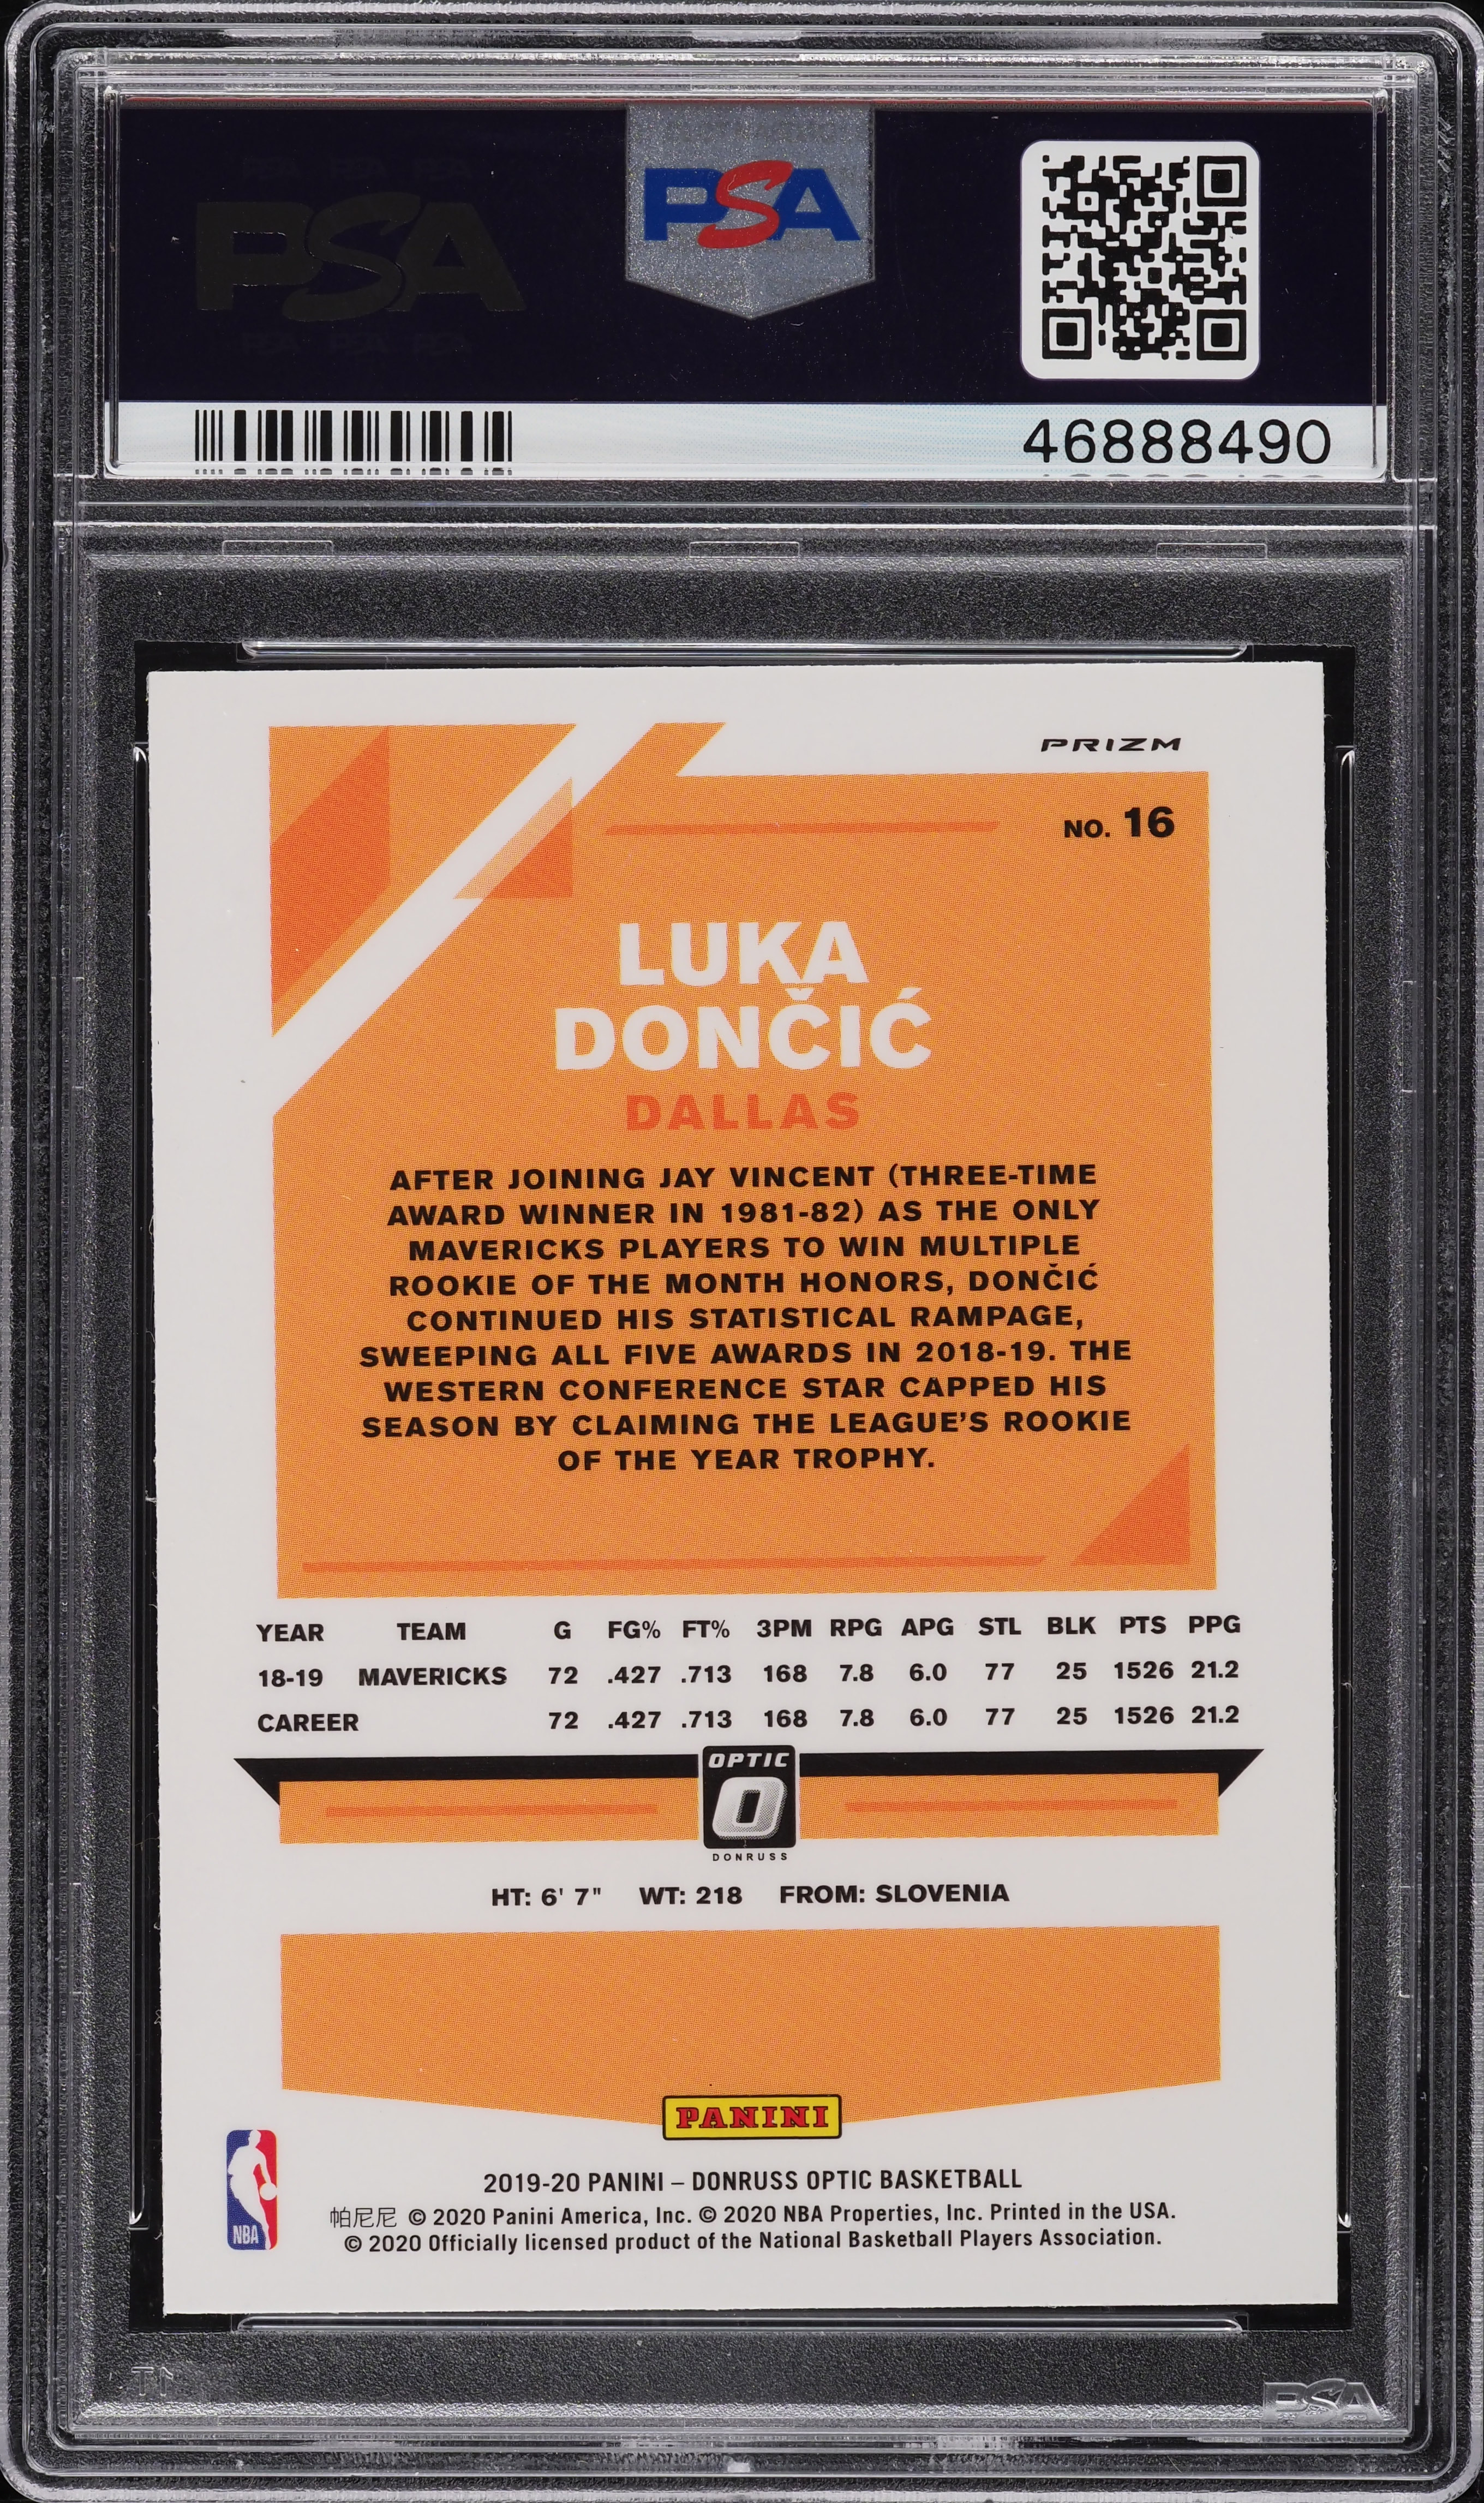 PSA
PSA
46888490
PRIZM
NO. 16
LUKA
DONČIĆ
DALLAS
AFTER JOINING JAY VINCENT (THREE-TIME
AWARD WINNER IN 1981-82) AS THE ONLY
MAVERICKS PLAYERS TO WIN MULTIPLE
ROOKIE OF THE MONTH HONORS, DONČIĆ
CONTINUED HIS STATISTICAL RAMPAGE,
SWEEPING ALL FIVE AWARDS IN 2018-19. THE
WESTERN CONFERENCE STAR CAPPED HIS
SEASON BY CLAIMING THE LEAGUE'S ROOKIE
OF THE YEAR TROPHY.
YEAR TEAM G FG% FT% 3PM RPG APG STL BLK PTS PPG
18-19 MAVERICKS 72 .427 .713 168 7.8 6.0 77 25 1526 21.2
CAREER 72 .427 .713 168 7.8 6.0 77 25 1526 21.2
OPTIC
O
DONRUSS
HT: 6' 7" WT: 218 FROM: SLOVENIA
PANINI
NBA
2019-20 PANINI – DONRUSS OPTIC BASKETBALL
帕尼尼 © 2020 Panini America, Inc. © 2020 NBA Properties, Inc. Printed in the USA.
© 2020 Officially licensed product of the National Basketball Players Association.
PSA